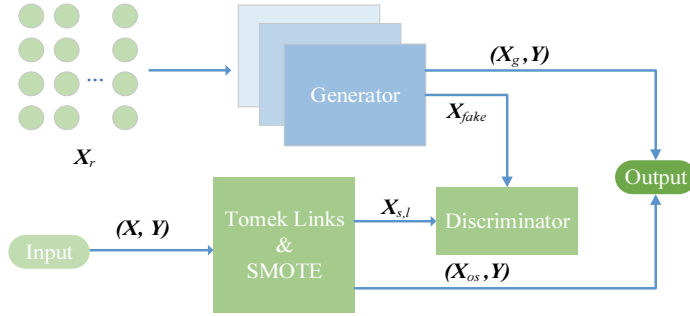 X_r
...
Generator
(X_g, Y)
X_fake
Output
Input
(X, Y)
Tomek Links
&
SMOTE
X_s,l
Discriminator
(X_os, Y)